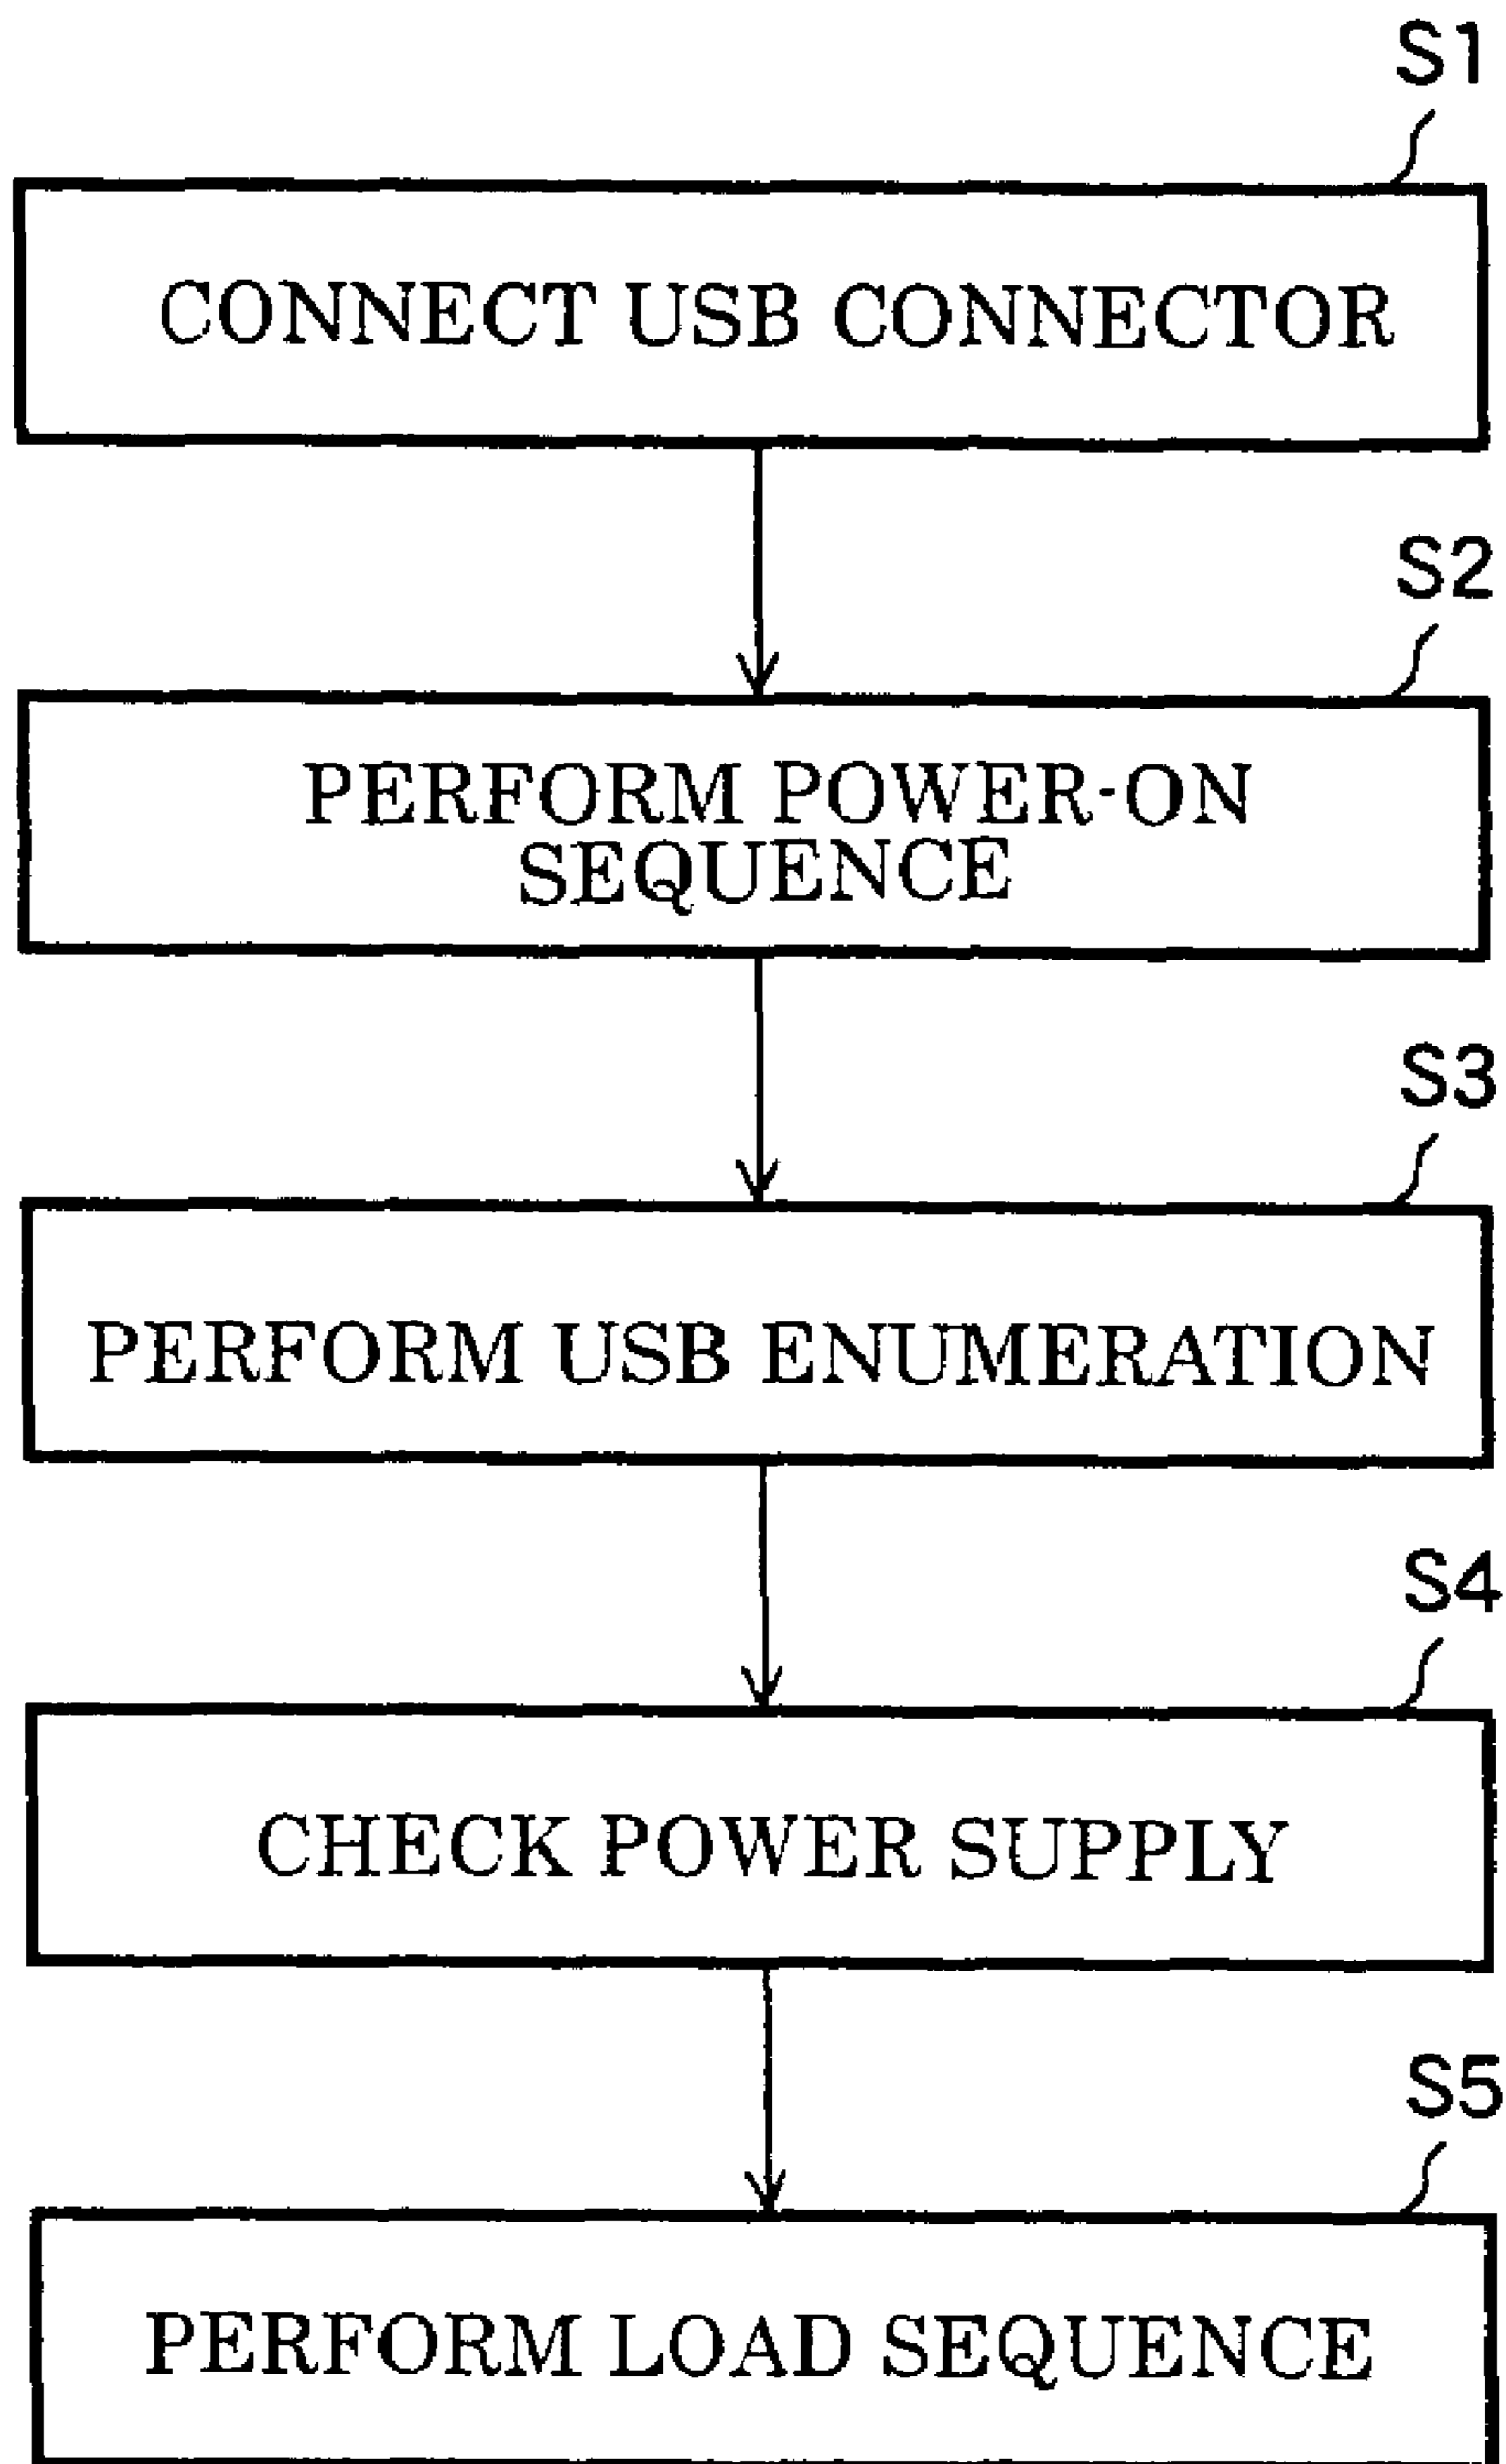 S1
CONNECT USB CONNECTOR
S2
PERFORM POWER-ON
SEQUENCE
S3
PERFORM USB ENUMERATION
S4
CHECK POWER SUPPLY
S5
PERFORM LOAD SEQUENCE